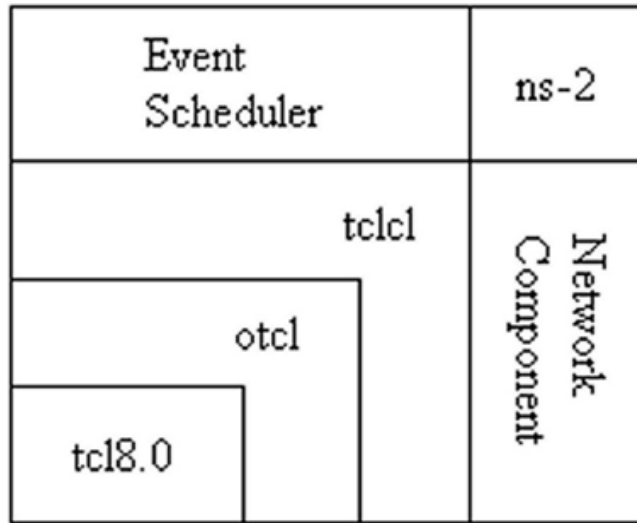 Event
Scheduler
ns-2
tclcl
Network
Component
otcl
tcl8.0